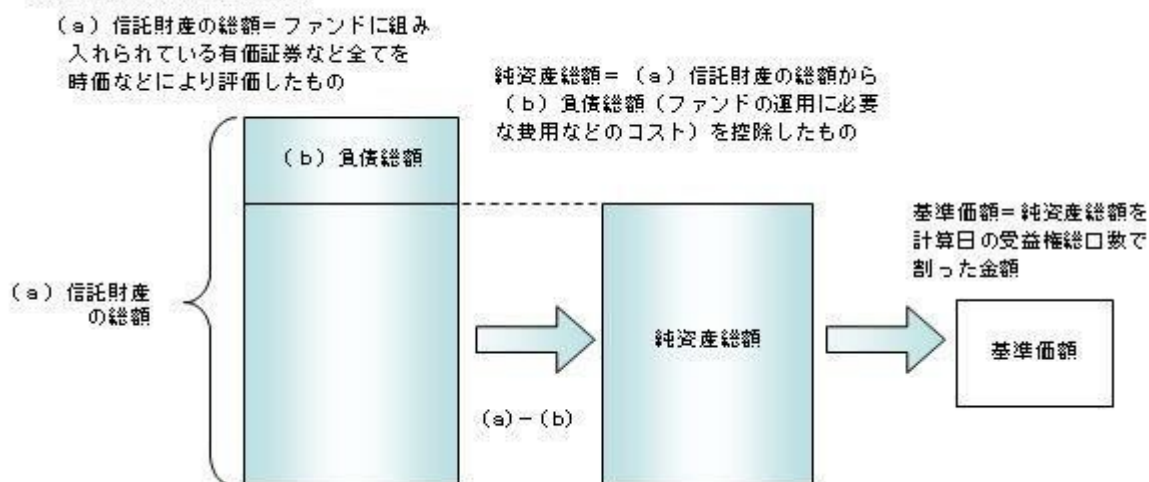 (a)信託財産の総額=ファンドに組み
入れられている有価証券など全てを
時価などにより評価したもの
純資産総額=(a)信託財産の総額から
(b)負債総額(ファンドの運用に必要
な費用などのコスト)を控除したもの
(b)負債総額
基準価額=純資産総額を
計算日の受益権総口数で
割った金額
(a)信託財産
の総額
純資産総額
基準価額
(a)-(b)